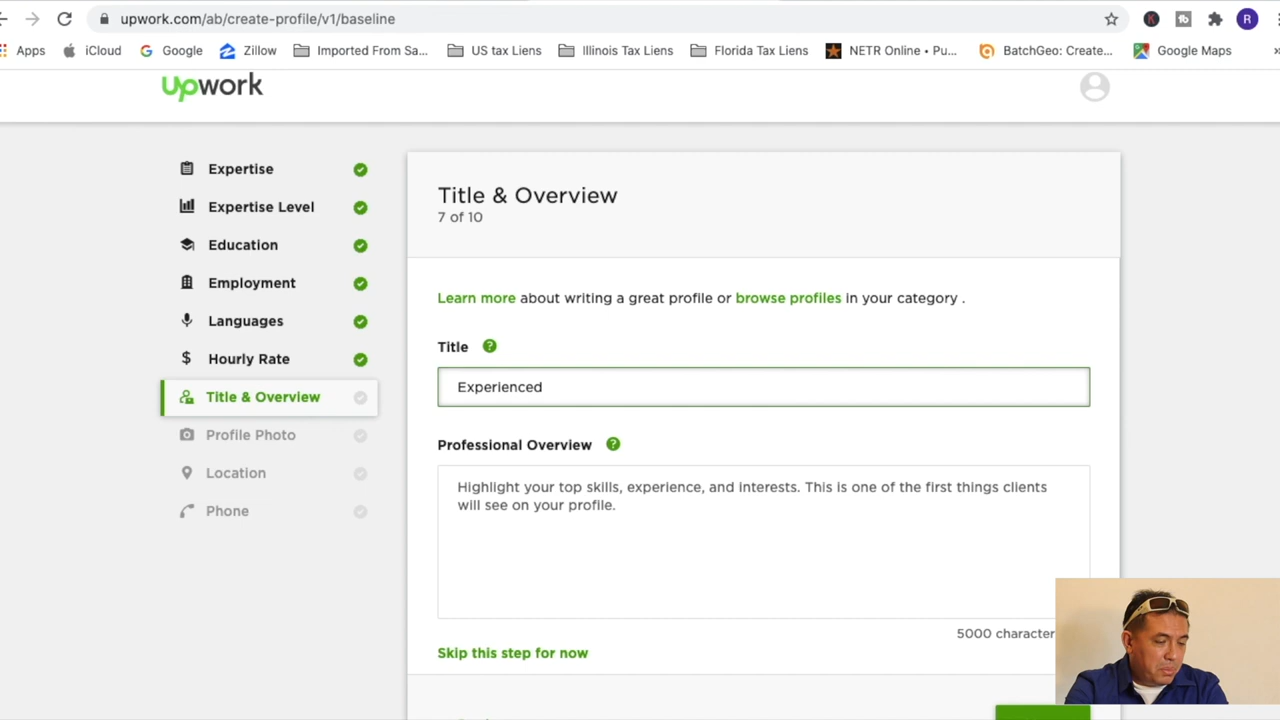 upwork.com/ab/create-profile/v1/baseline
R
Apps iCloud Google Zillow Imported From Sa... US tax Liens Illinois Tax Liens Florida Tax Liens NETR Online • Pu... BatchGeo: Create... Google Maps
upwork
Expertise
Expertise Level
Education
Employment
Languages
Hourly Rate
Title & Overview
Profile Photo
Location
Phone
Title & Overview
7 of 10
Learn more about writing a great profile or browse profiles in your category .
Title
Experienced
Professional Overview
Highlight your top skills, experience, and interests. This is one of the first things clients
will see on your profile.
5000 character
Skip this step for now